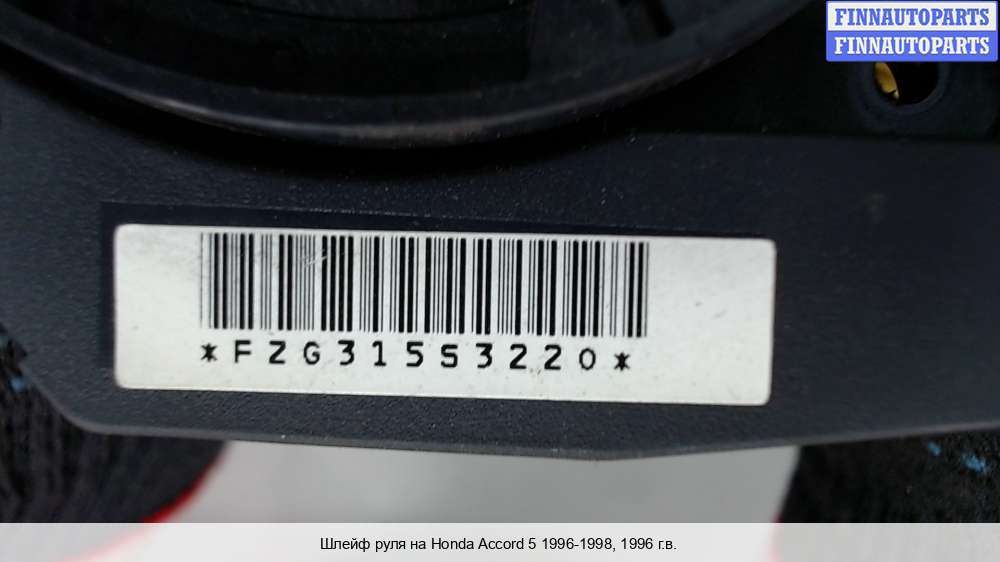 FINNAUTOPARTS
FINNAUTOPARTS
*FZG315S3220*
Шлейф руля на Honda Accord 5 1996-1998, 1996 г.в.